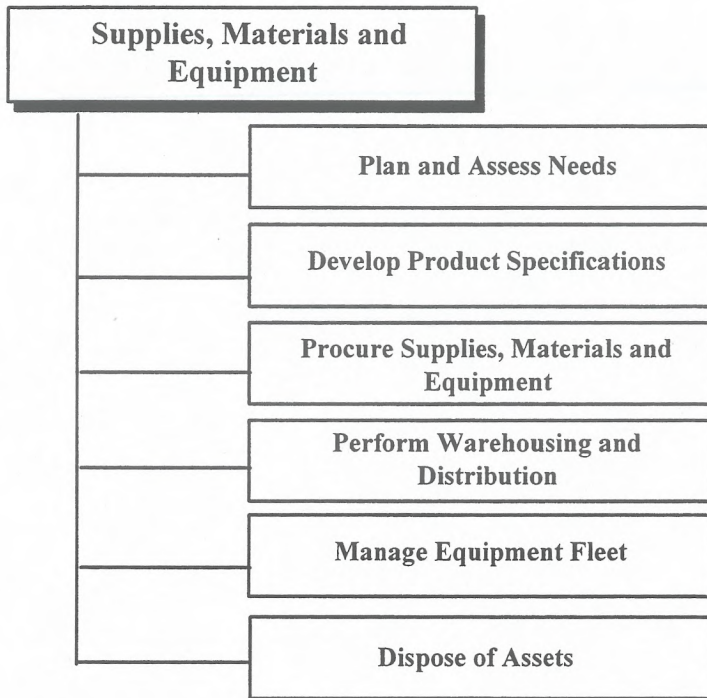 Supplies, Materials and
Equipment
Plan and Assess Needs
Develop Product Specifications
Procure Supplies, Materials and
Equipment
Perform Warehousing and
Distribution
Manage Equipment Fleet
Dispose of Assets